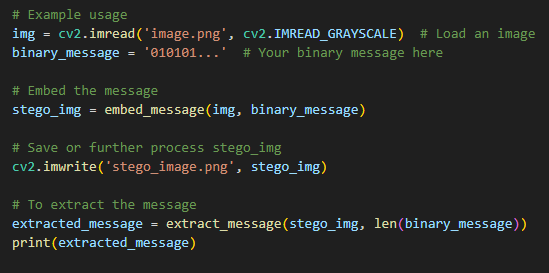 # Example usage
img = cv2.imread('image.png', cv2.IMREAD_GRAYSCALE)  # Load an image
binary_message = '010101...'  # Your binary message here
# Embed the message
stego_img = embed_message(img, binary_message)
# Save or further process stego_img
cv2.imwrite('stego_image.png', stego_img)
# To extract the message
extracted_message = extract_message(stego_img, len(binary_message))
print(extracted_message)